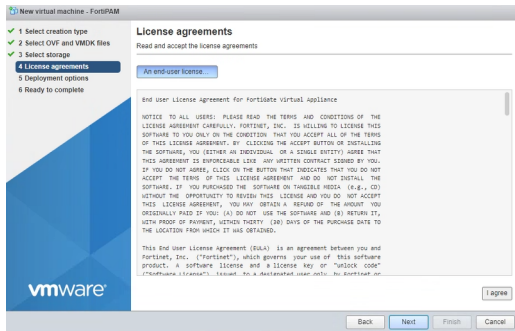 New virtual machine - FortiPAM
1 Select creation type
2 Select OVF and VMDK files
3 Select storage
4 License agreements
5 Deployment options
6 Ready to complete
License agreements
Read and accept the license agreements
An end-user license...
End User License Agreement for FortiGate Virtual Appliance
NOTICE TO ALL USERS: PLEASE READ THE TERMS AND CONDITIONS OF THE
LICENSE AGREEMENT CAREFULLY. FORTINET, INC. IS WILLING TO LICENSE THIS
SOFTWARE TO YOU ONLY ON THE CONDITION THAT YOU ACCEPT ALL OF THE TERMS
OF THIS LICENSE AGREEMENT. BY CLICKING THE ACCEPT BUTTON OR INSTALLING
THE SOFTWARE, YOU (EITHER AN INDIVIDUAL OR A SINGLE ENTITY) AGREE THAT
THIS AGREEMENT IS ENFORCEABLE LIKE ANY WRITTEN CONTRACT SIGNED BY YOU.
IF YOU DO NOT AGREE, CLICK ON THE BUTTON THAT INDICATES THAT YOU DO NOT
ACCEPT THE TERMS OF THIS LICENSE AGREEMENT AND DO NOT INSTALL THE
SOFTWARE. IF YOU PURCHASED THE SOFTWARE ON TANGIBLE MEDIA (e.g., CD)
WITHOUT THE OPPORTUNITY TO REVIEW THIS LICENSE AND YOU DO NOT ACCEPT
THIS LICENSE AGREEMENT, YOU MAY OBTAIN A REFUND OF THE AMOUNT YOU
ORIGINALLY PAID IF YOU: (A) DO NOT USE THE SOFTWARE AND (B) RETURN IT,
WITH PROOF OF PAYMENT, WITHIN THIRTY (30) DAYS OF THE PURCHASE DATE TO
THE LOCATION FROM WHICH IT WAS OBTAINED.
This End User License Agreement (EULA) is an agreement between you and
Fortinet, Inc. ("Fortinet"), which governs your use of this software
product. A software license and a license key or "unlock code"
("Software License"), issued to a designated user only by Fortinet or
vmware®
I agree
Back
Next
Finish
Cancel